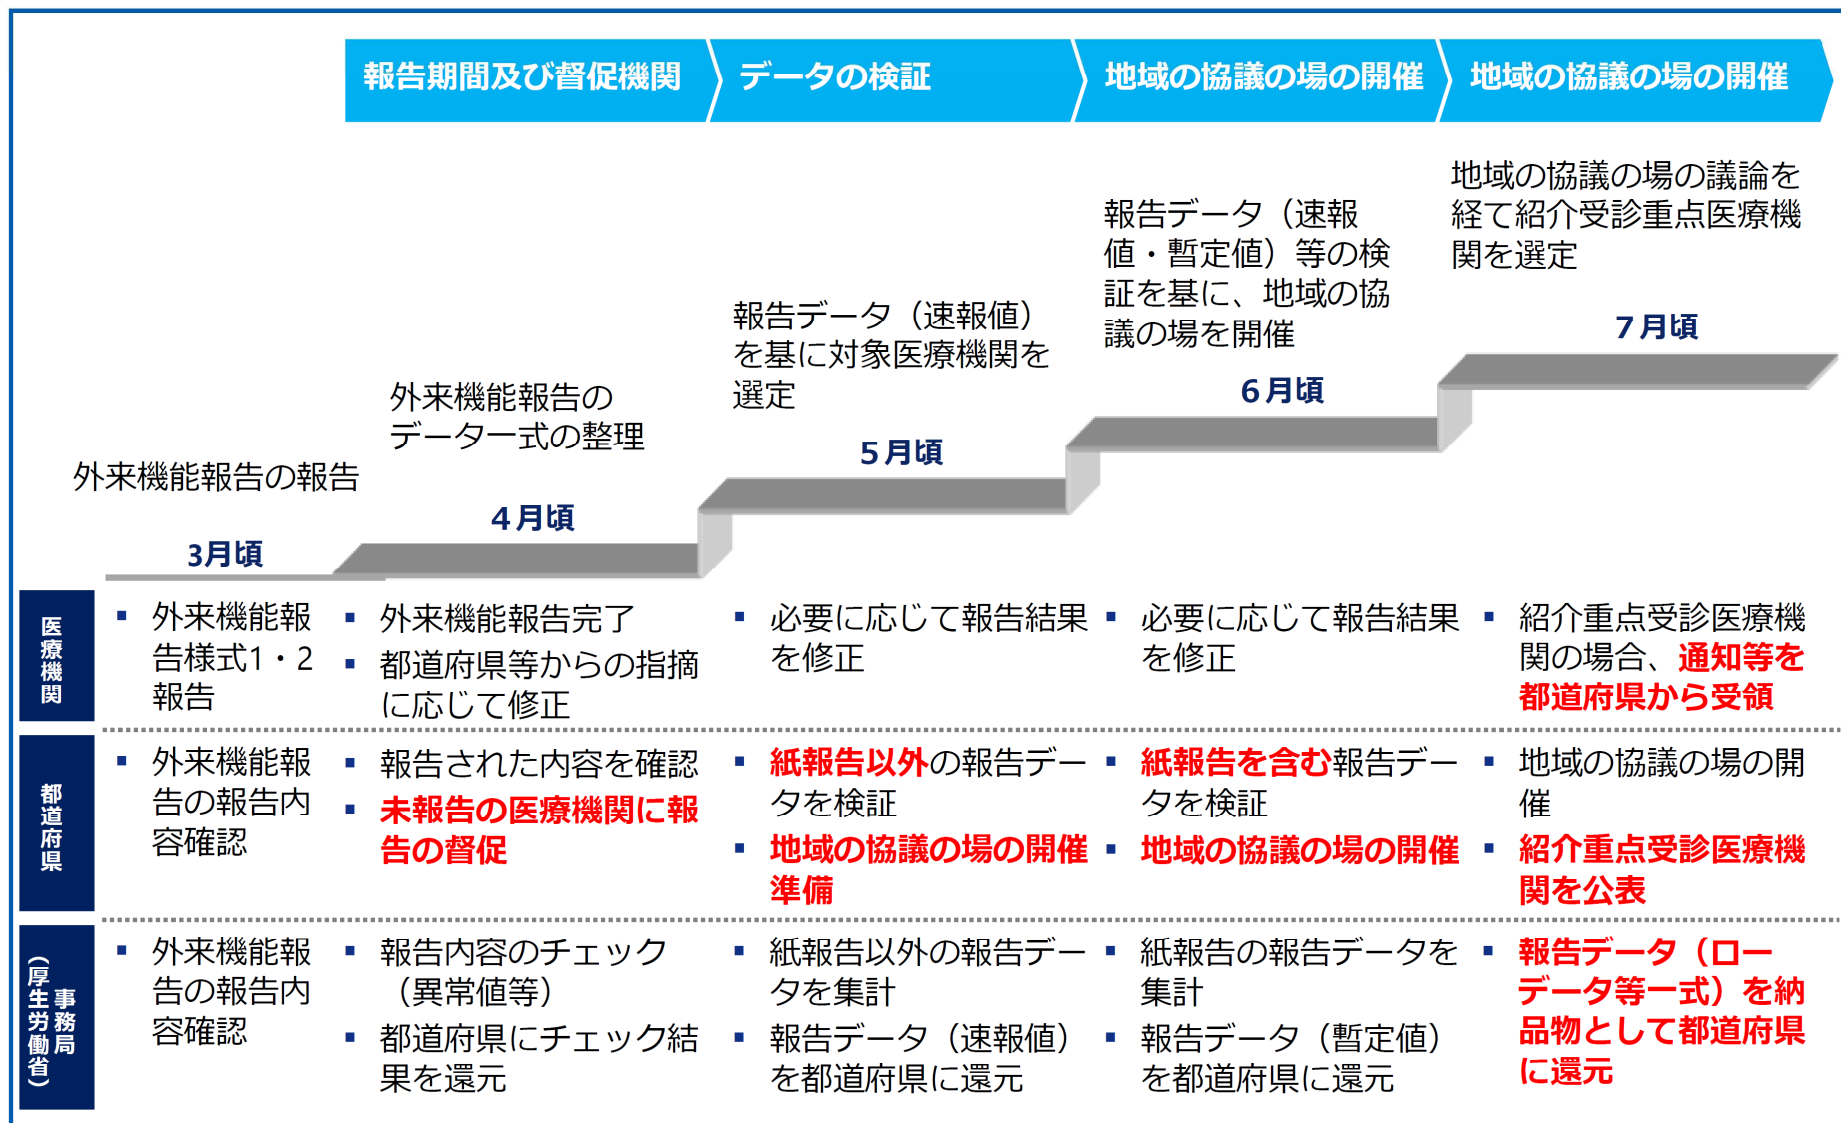 報告期間及び督促機関
データの検証
地域の協議の場の開催
地域の協議の場の開催
外来機能報告の報告
3月頃
外来機能報告の
データ一式の整理
４月頃
報告データ（速報値）
を基に対象医療機関を
選定
５月頃
報告データ（速報
値・暫定値）等の検
証を基に、地域の協
議の場を開催
６月頃
地域の協議の場の議論を
経て紹介受診重点医療機
関を選定
７月頃
医療機関
▪ 外来機能報
告様式1・2
報告
▪ 外来機能報告完了
▪ 都道府県等からの指摘
に応じて修正
▪ 必要に応じて報告結果
を修正
▪ 必要に応じて報告結果
を修正
▪ 紹介重点受診医療機
関の場合、通知等を
都道府県から受領
都道府県
▪ 外来機能報
告の報告内
容確認
▪ 報告された内容を確認
▪ 未報告の医療機関に報
告の督促
▪ 紙報告以外の報告デー
タを検証
▪ 地域の協議の場の開催
準備
▪ 紙報告を含む報告デー
タを検証
▪ 地域の協議の場の開催
▪ 地域の協議の場の開
催
▪ 紹介重点受診医療機
関を公表
事務局
（厚生労働省）
▪ 外来機能報
告の報告内
容確認
▪ 報告内容のチェック
（異常値等）
▪ 都道府県にチェック結
果を還元
▪ 紙報告以外の報告デー
タを集計
▪ 報告データ（速報値）
を都道府県に還元
▪ 紙報告の報告データを
集計
▪ 報告データ（暫定値）
を都道府県に還元
▪ 報告データ（ロー
データ等一式）を納
品物として都道府県
に還元